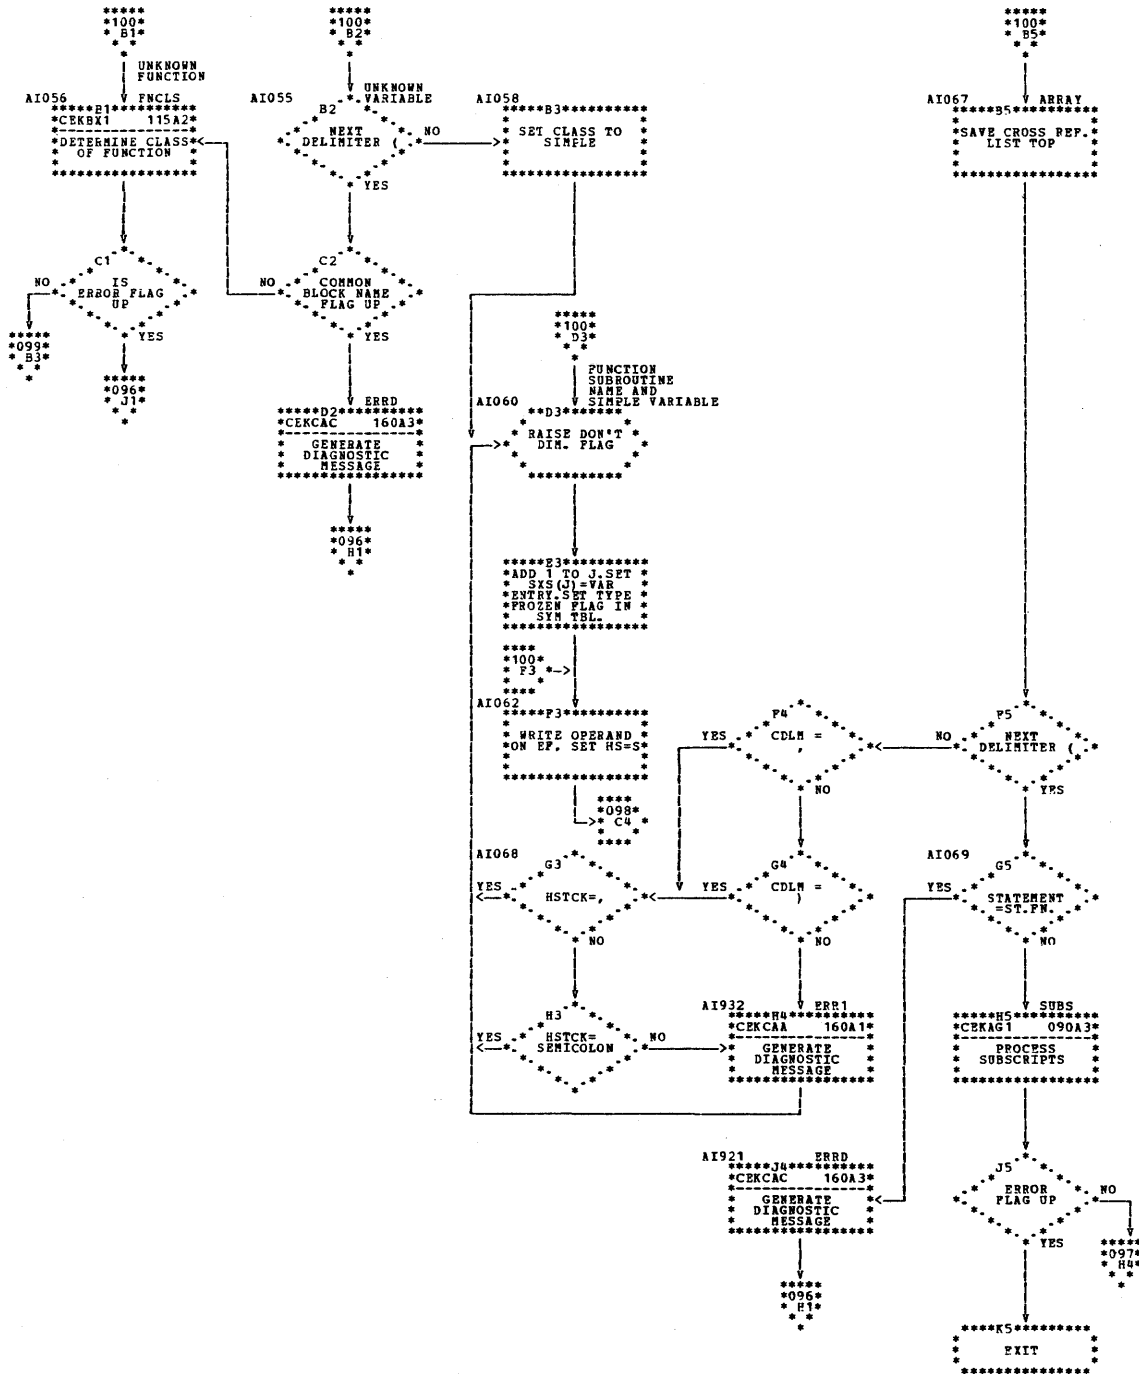 *100*
B1
*100*
B2
*100*
B5
UNKNOWN
FUNCTION
UNKNOWN
VARIABLE
AI056
FNCLS
AI055
AI058
AI067
ARRAY
B1
*CEKBX1 115A2*
*DETERMINE CLASS*
OF FUNCTION
B2
NEXT
DELIMITER (
NO
YES
B3
SET CLASS TO
SIMPLE
B5
*SAVE CROSS REF.*
LIST TOP
C1
IS
ERROR FLAG
UP
NO
YES
C2
COMMON
BLOCK NAME
FLAG UP
NO
YES
*099*
B3
*096*
J1
*100*
D3
FUNCTION
SUBROUTINE
NAME AND
SIMPLE VARIABLE
ERRD
D2
*CEKCAC 160A3*
GENERATE
DIAGNOSTIC
MESSAGE
AI060
D3
RAISE DON'T
DIM. FLAG
*096*
H1
E3
*ADD 1 TO J.SET *
SXS(J)=VAR
*ENTRY.SET TYPE *
*FROZEN FLAG IN *
SYM TBL.
*100*
F3
AI062
F3
WRITE OPERAND
*ON EF. SET HS=S*
F4
CDLM =
,
YES
NO
F5
NEXT
DELIMITER (
NO
YES
*098*
C4
AI068
G3
HSTCK=,
YES
NO
G4
CDLM =
)
YES
NO
AI069
G5
STATEMENT
=ST.FN.
YES
NO
H3
HSTCK=
SEMICOLON
YES
NO
AI932
ERR1
H4
*CEKCAA 160A1*
GENERATE
DIAGNOSTIC
MESSAGE
SUBS
H5
*CEKAG1 090A3*
PROCESS
SUBSCRIPTS
AI921
ERRD
J4
*CEKCAC 160A3*
GENERATE
DIAGNOSTIC
MESSAGE
J5
ERROR
FLAG UP
NO
YES
*097*
H4
*096*
H1
K5
EXIT